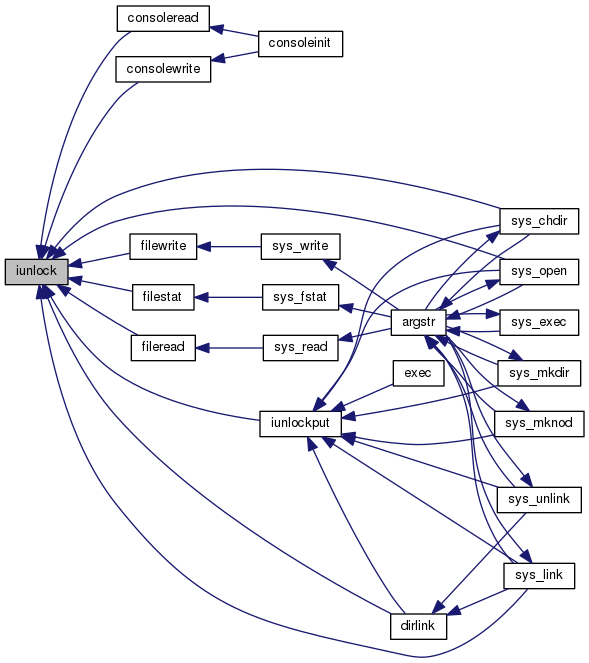 consoleread
consoleinit
consolewrite
sys_chdir
filewrite
sys_write
iunlock
sys_open
filestat
sys_fstat
argstr
sys_exec
fileread
sys_read
exec
sys_mkdir
iunlockput
sys_mknod
sys_unlink
sys_link
dirlink